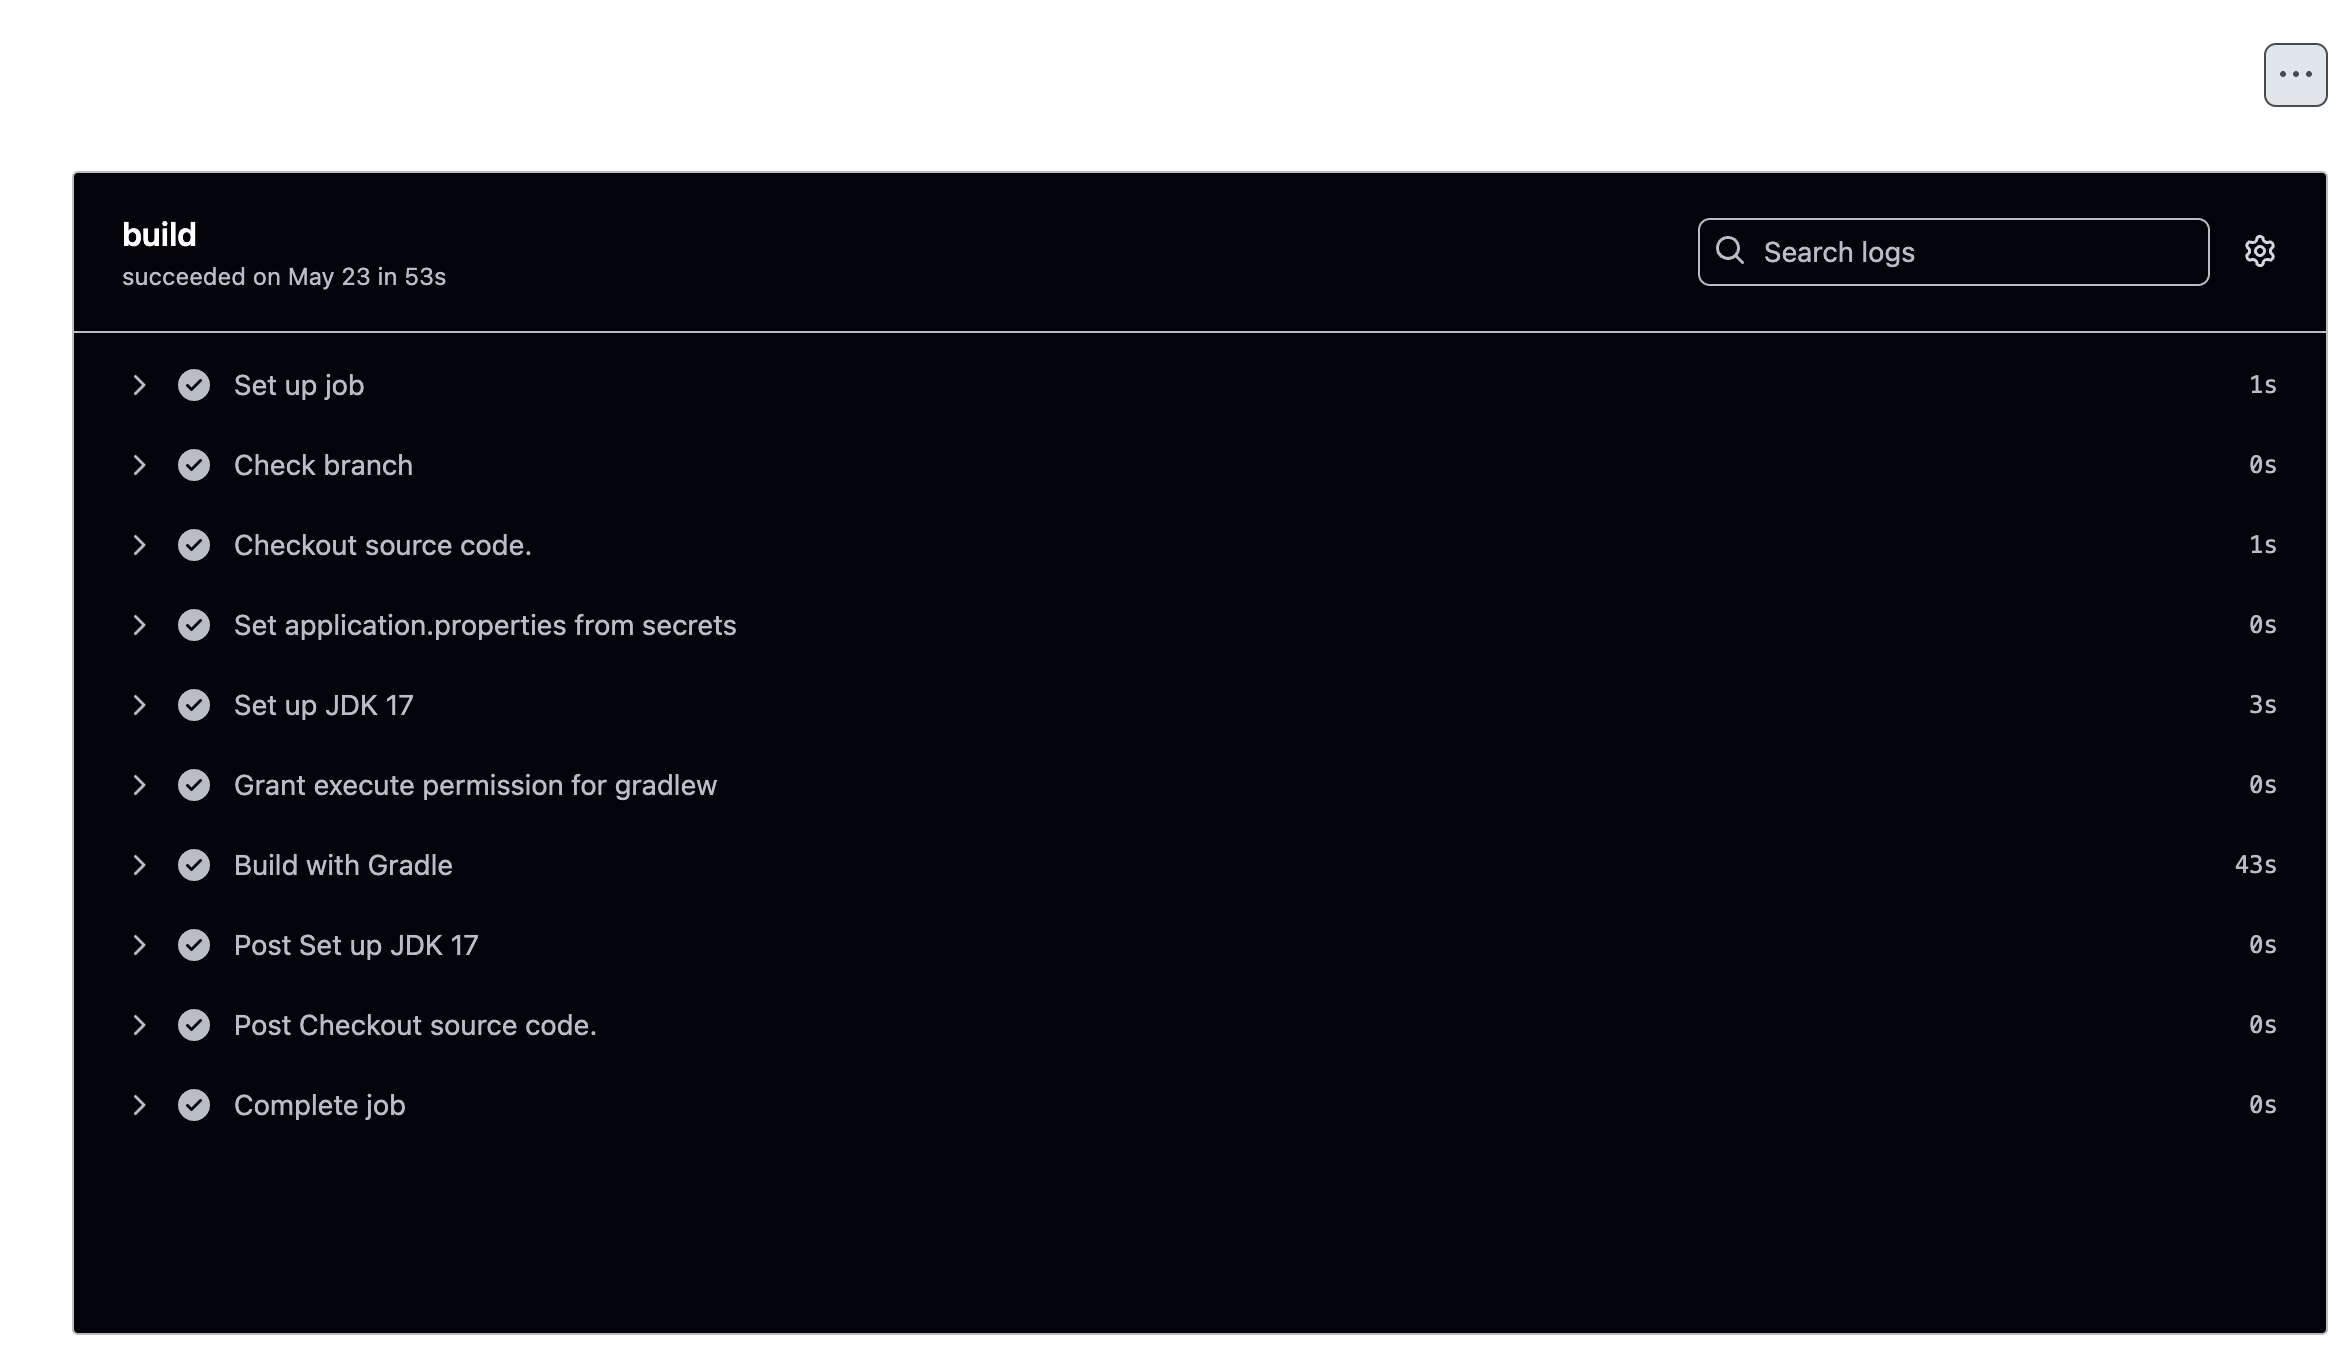 build
succeeded on May 23 in 53s
Search logs
Set up job 1s
Check branch 0s
Checkout source code. 1s
Set application.properties from secrets 0s
Set up JDK 17 3s
Grant execute permission for gradlew 0s
Build with Gradle 43s
Post Set up JDK 17 0s
Post Checkout source code. 0s
Complete job 0s